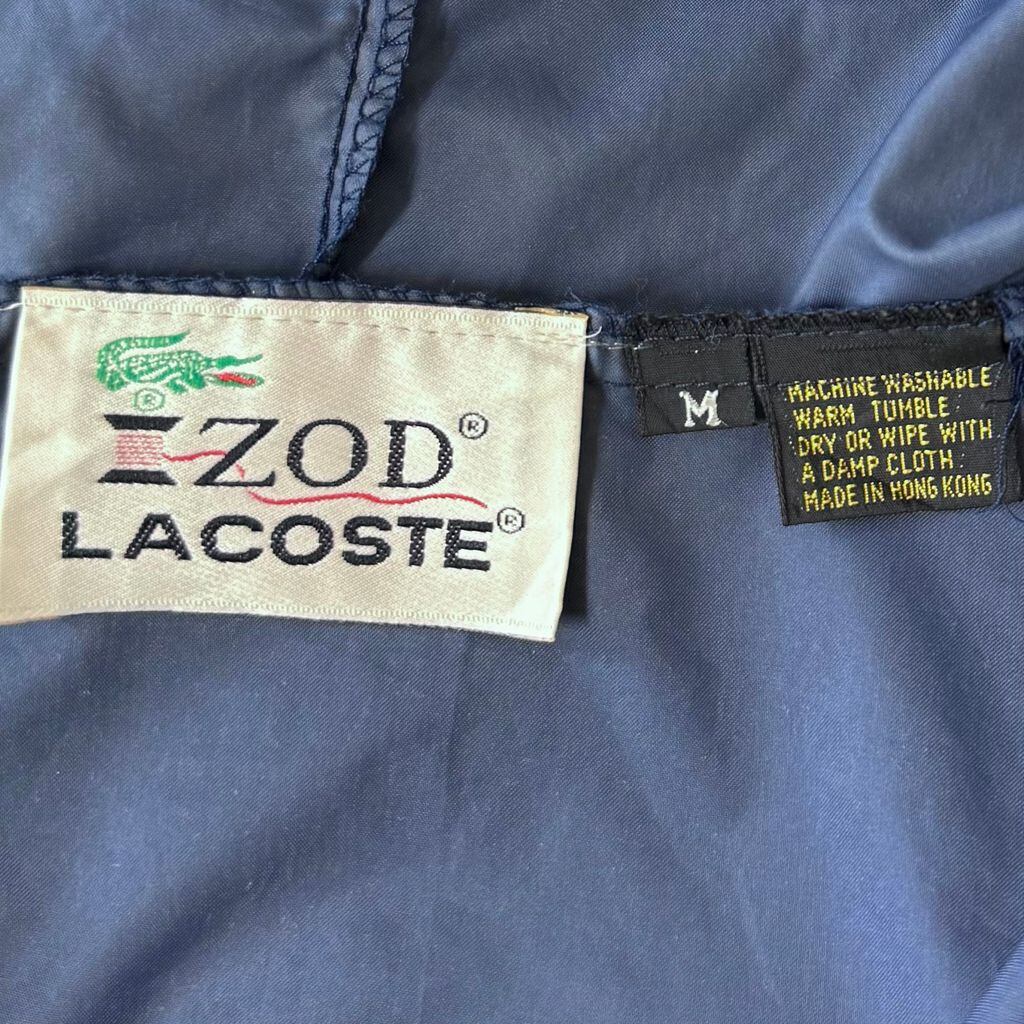 ®
IZOD®
LACOSTE®
M
MACHINE WASHABLE
WARM TUMBLE
DRY OR WIPE WITH
A DAMP CLOTH
MADE IN HONG KONG